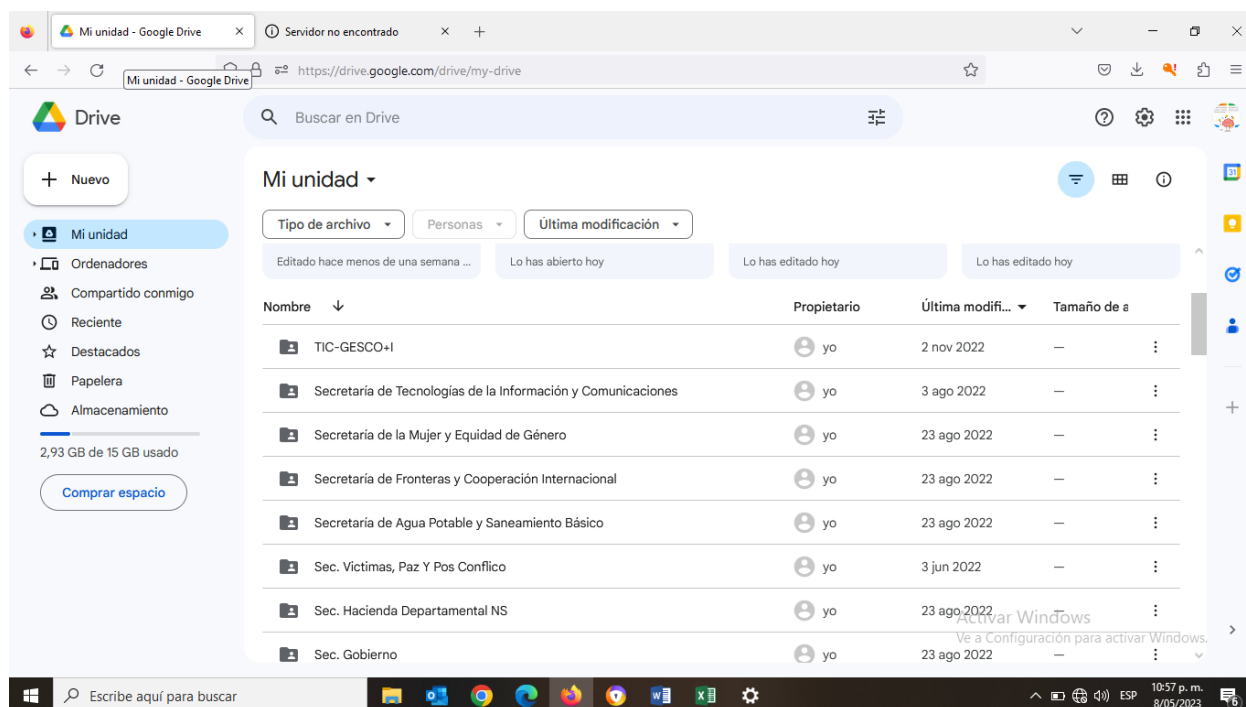 Mi unidad - Google Drive
Servidor no encontrado
https://drive.google.com/drive/my-drive
Mi unidad - Google Drive
Drive
Buscar en Drive
Nuevo
Mi unidad
Ordenadores
Compartido conmigo
Reciente
Destacados
Papelera
Almacenamiento
2,93 GB de 15 GB usado
Comprar espacio
Mi unidad
Tipo de archivo Personas Última modificación
Editado hace menos de una semana ... Lo has abierto hoy Lo has editado hoy Lo has editado hoy
Nombre Propietario Última modifi... Tamaño de a
TIC-GESCO+I yo 2 nov 2022 —
Secretaría de Tecnologías de la Información y Comunicaciones yo 3 ago 2022 —
Secretaría de la Mujer y Equidad de Género yo 23 ago 2022 —
Secretaría de Fronteras y Cooperación Internacional yo 23 ago 2022 —
Secretaría de Agua Potable y Saneamiento Básico yo 23 ago 2022 —
Sec. Victimas, Paz Y Pos Conflico yo 3 jun 2022 —
Sec. Hacienda Departamental NS yo 23 ago 2022 —
Sec. Gobierno yo 23 ago 2022 —
Activar Windows
Ve a Configuración para activar Windows.
31
Escribe aquí para buscar
ESP
10:57 p. m.
8/05/2023
6